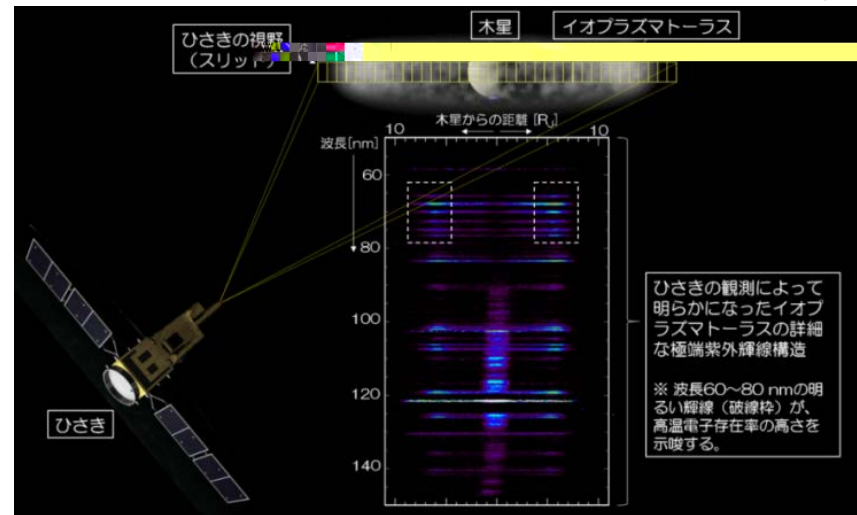 木星
イオプラズマトーラス
ひさきの視野
(スリット)
木星からの距離 [RJ]
10
10
波長[nm]
60
80
100
120
140
ひさき
ひさきの観測によって
明らかになったイオプ
ラズマトーラスの詳細
な極端紫外輝線構造
※ 波長60~80 nmの明
るい輝線(破線枠)が、
高温電子存在率の高さを
示唆する。